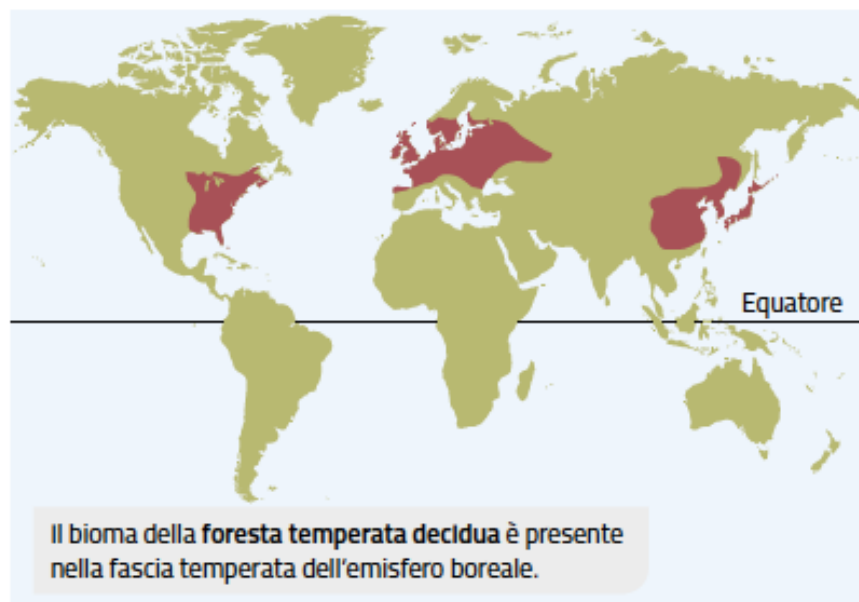 Equatore
Il bioma della foresta temperata decidua è presente
nella fascia temperata dell'emisfero boreale.